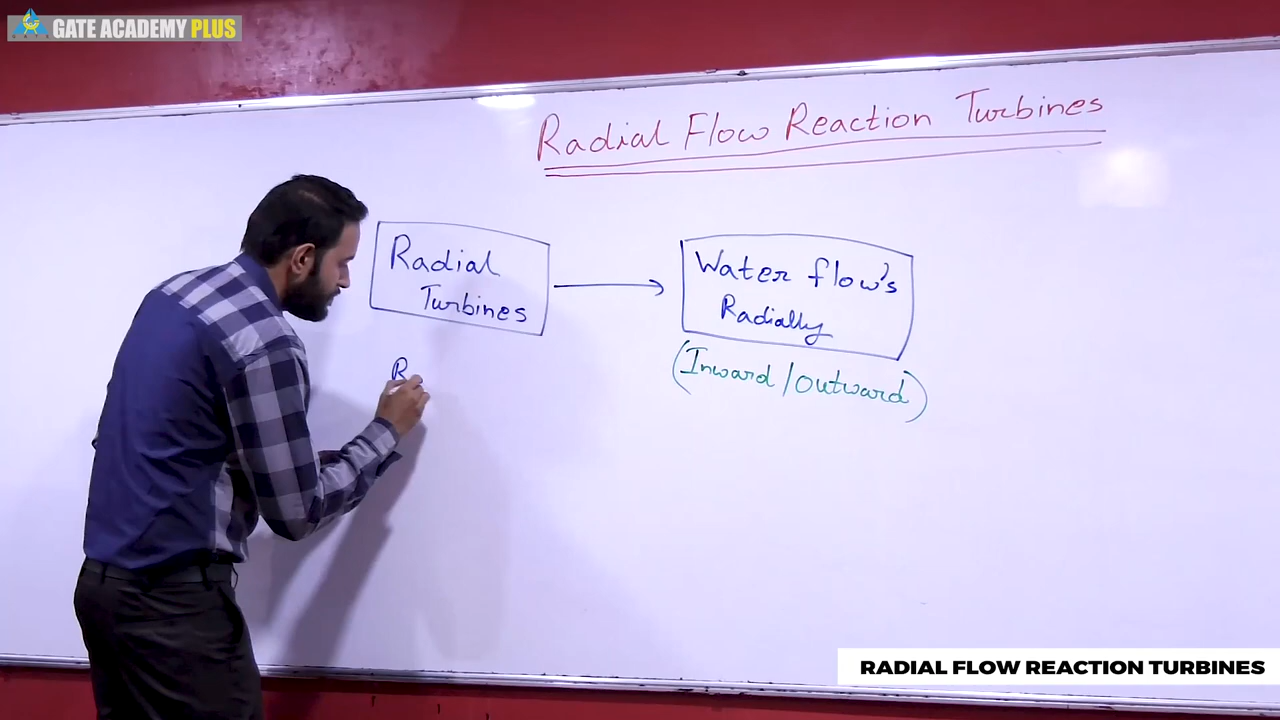 GATE ACADEMY PLUS
Radial Flow Reaction Turbines
Radial
Turbines
Water flow's
Radially
(Inward/outward)
R
RADIAL FLOW REACTION TURBINES